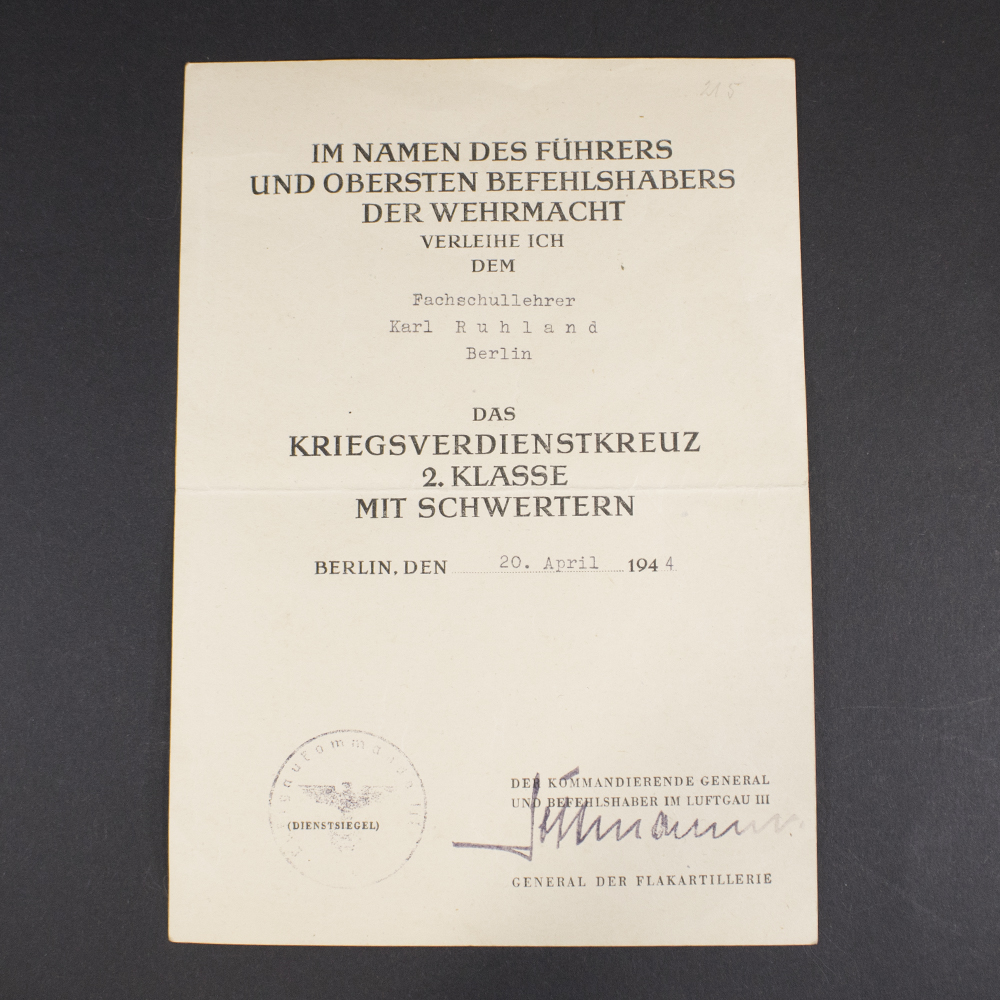 215
IM NAMEN DES FÜHRERS
UND OBERSTEN BEFEHLSHABERS
DER WEHRMACHT
VERLEIHE ICH
DEM
Fachschullehrer
Karl R u h l a n d
Berlin
DAS
KRIEGSVERDIENSTKREUZ
2. KLASSE
MIT SCHWERTERN
BERLIN, DEN 20. April 1944
(DIENSTSIEGEL)
DER KOMMANDIERENDE GENERAL
UND BEFEHLSHABER IM LUFTGAU III
GENERAL DER FLAKARTILLERIE